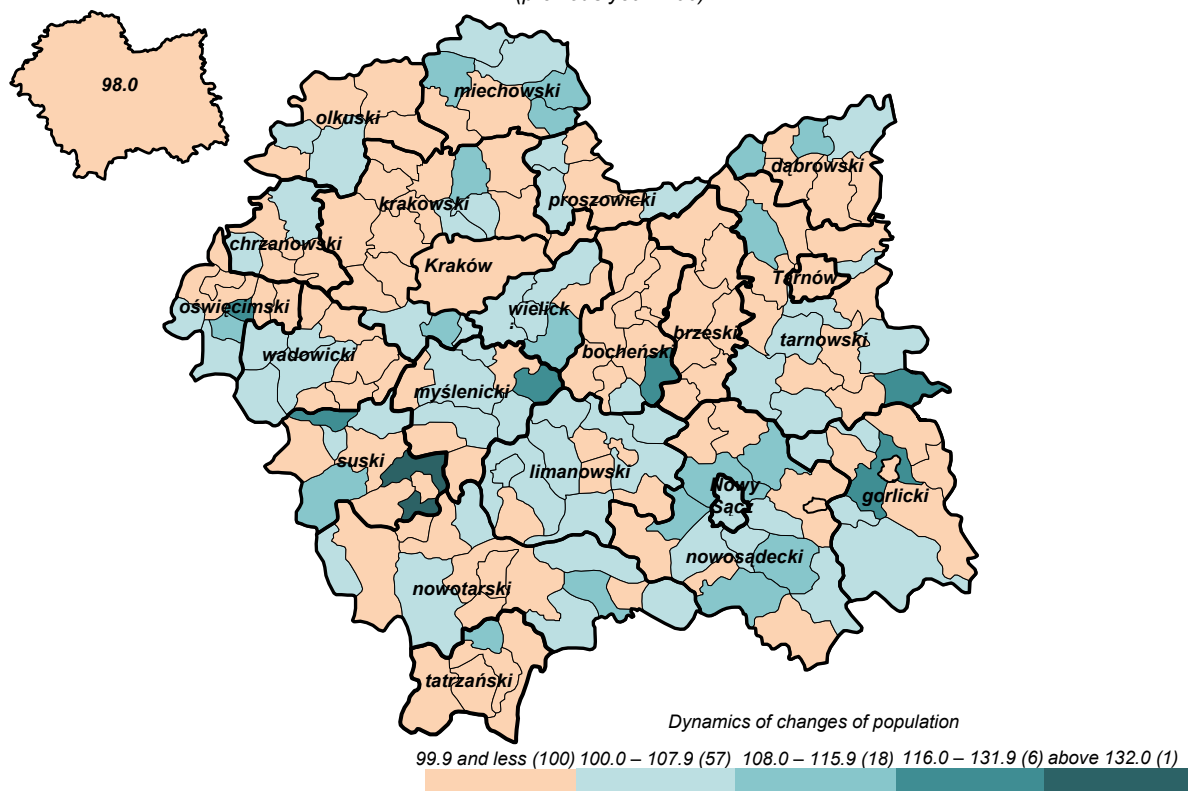 98.0
miechowski
olkuski
dąbrowski
krakowski
proszowicki
chrzanowski
Kraków
Tarnów
oświęcimski
wielick
i
brzeski
tarnowski
wadowicki
bocheński
myślenicki
suski
limanowski
Nowy
Sącz
gorlicki
nowosądecki
nowotarski
tatrzański
Dynamics of changes of population
99.9 and less (100) 100.0 – 107.9 (57) 108.0 – 115.9 (18) 116.0 – 131.9 (6) above 132.0 (1)